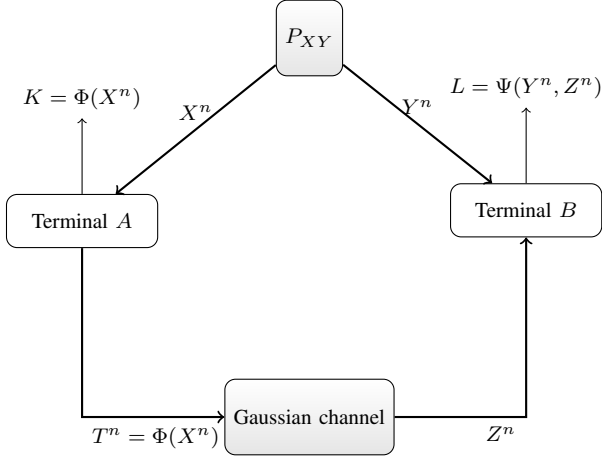 P_{XY}
K = Φ(X^n)
L = Ψ(Y^n, Z^n)
X^n
Y^n
Terminal A
Terminal B
Gaussian channel
T^n = Φ(X^n)
Z^n